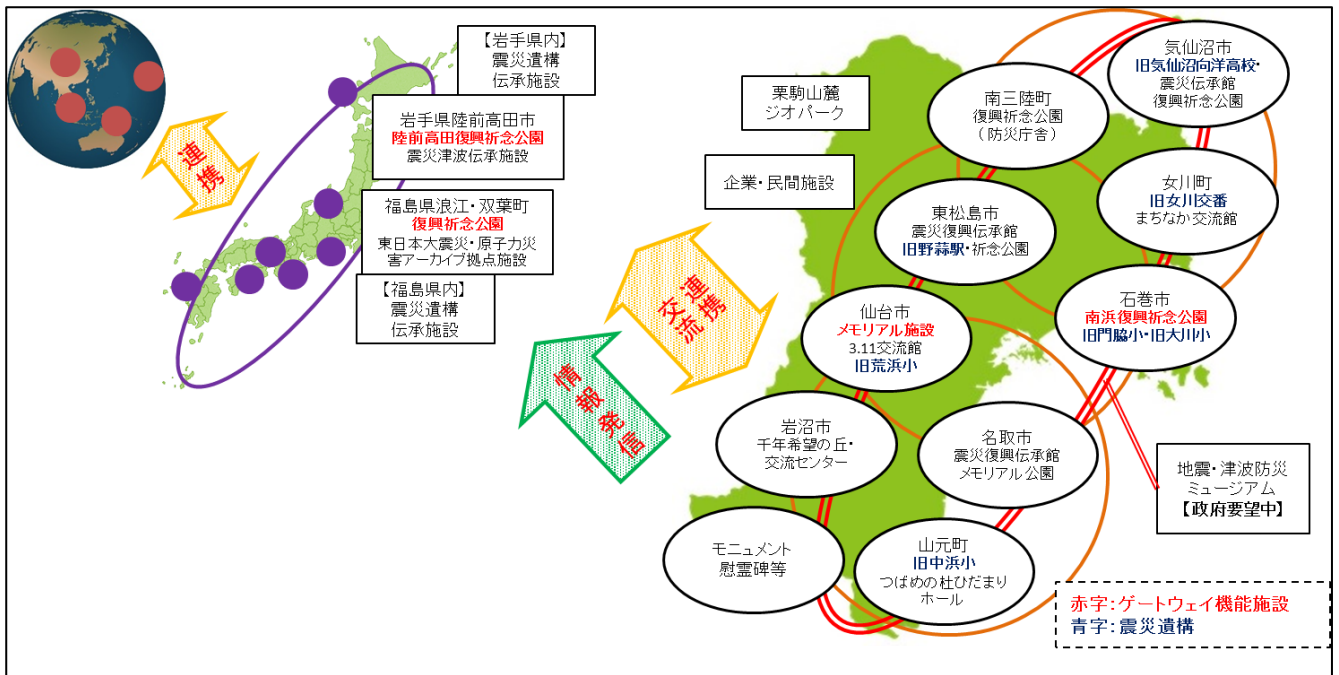 【岩手県内】
震災遺構
伝承施設
岩手県陸前高田市
陸前高田復興祈念公園
震災津波伝承施設
福島県浪江・双葉町
復興祈念公園
東日本大震災・原子力災
害アーカイブ拠点施設
【福島県内】
震災遺構
伝承施設
連携
連携
交流
情報発信
栗駒山麓
ジオパーク
企業・民間施設
気仙沼市
旧気仙沼向洋高校・
震災伝承館
復興祈念公園
南三陸町
復興祈念公園
(防災庁舎)
女川町
旧女川交番
まちなか交流館
東松島市
震災復興伝承館
旧野蒜駅・祈念公園
石巻市
南浜復興祈念公園
旧門脇小・旧大川小
仙台市
メモリアル施設
3.11交流館
旧荒浜小
岩沼市
千年希望の丘・
交流センター
名取市
震災復興伝承館
メモリアル公園
地震・津波防災
ミュージアム
【政府要望中】
モニュメント
慰霊碑等
山元町
旧中浜小
つばめの杜ひだまり
ホール
赤字：ゲートウェイ機能施設
青字：震災遺構